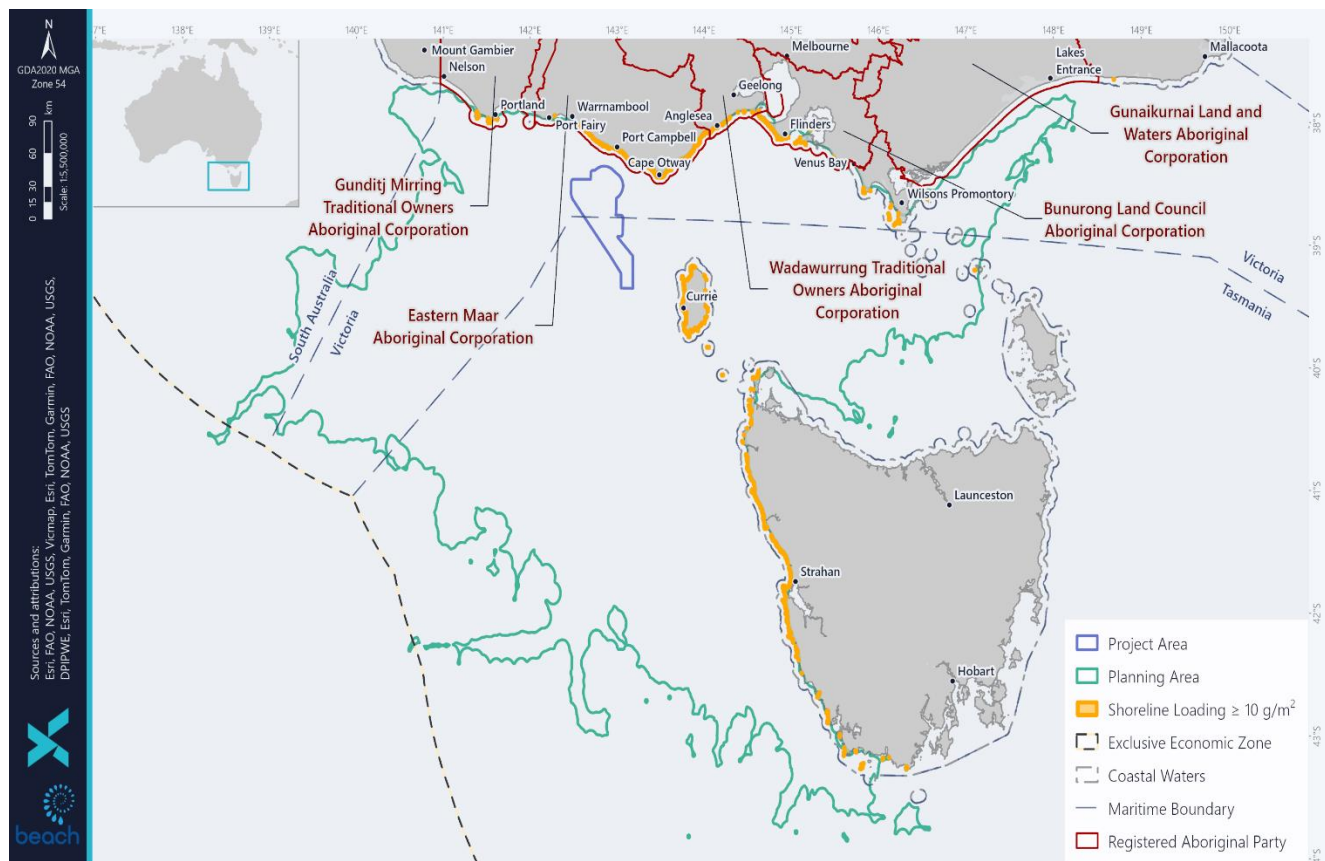 N
GDA2020 MGA
Zone 54
0 15 30 60 90 km
Scale: 1:5,500,000
Sources and attributions:
Esri, FAO, NOAA, USGS, Vicmap, Esri, TomTom, Garmin, FAO, NOAA, USGS,
DPIPWE, Esri, TomTom, Garmin, FAO, NOAA, USGS
beach
137°E
138°E
139°E
140°E
141°E
142°E
143°E
144°E
145°E
146°E
147°E
148°E
149°E
150°E
38°S
39°S
40°S
41°S
42°S
43°S
Mount Gambier
Nelson
Portland
Port Fairy
Warrnambool
Port Campbell
Cape Otway
Anglesea
Geelong
Melbourne
Flinders
Venus Bay
Wilsons Promontory
Lakes
Entrance
Mallacoota
Gunditj Mirring
Traditional Owners
Aboriginal Corporation
Eastern Maar
Aboriginal Corporation
Wadawurrung Traditional
Owners Aboriginal
Corporation
Bunurong Land Council
Aboriginal Corporation
Gunaikurnai Land and
Waters Aboriginal
Corporation
South Australia
Victoria
Victoria
Tasmania
Currie
Launceston
Strahan
Hobart
Project Area
Planning Area
Shoreline Loading ≥ 10 g/m²
Exclusive Economic Zone
Coastal Waters
Maritime Boundary
Registered Aboriginal Party